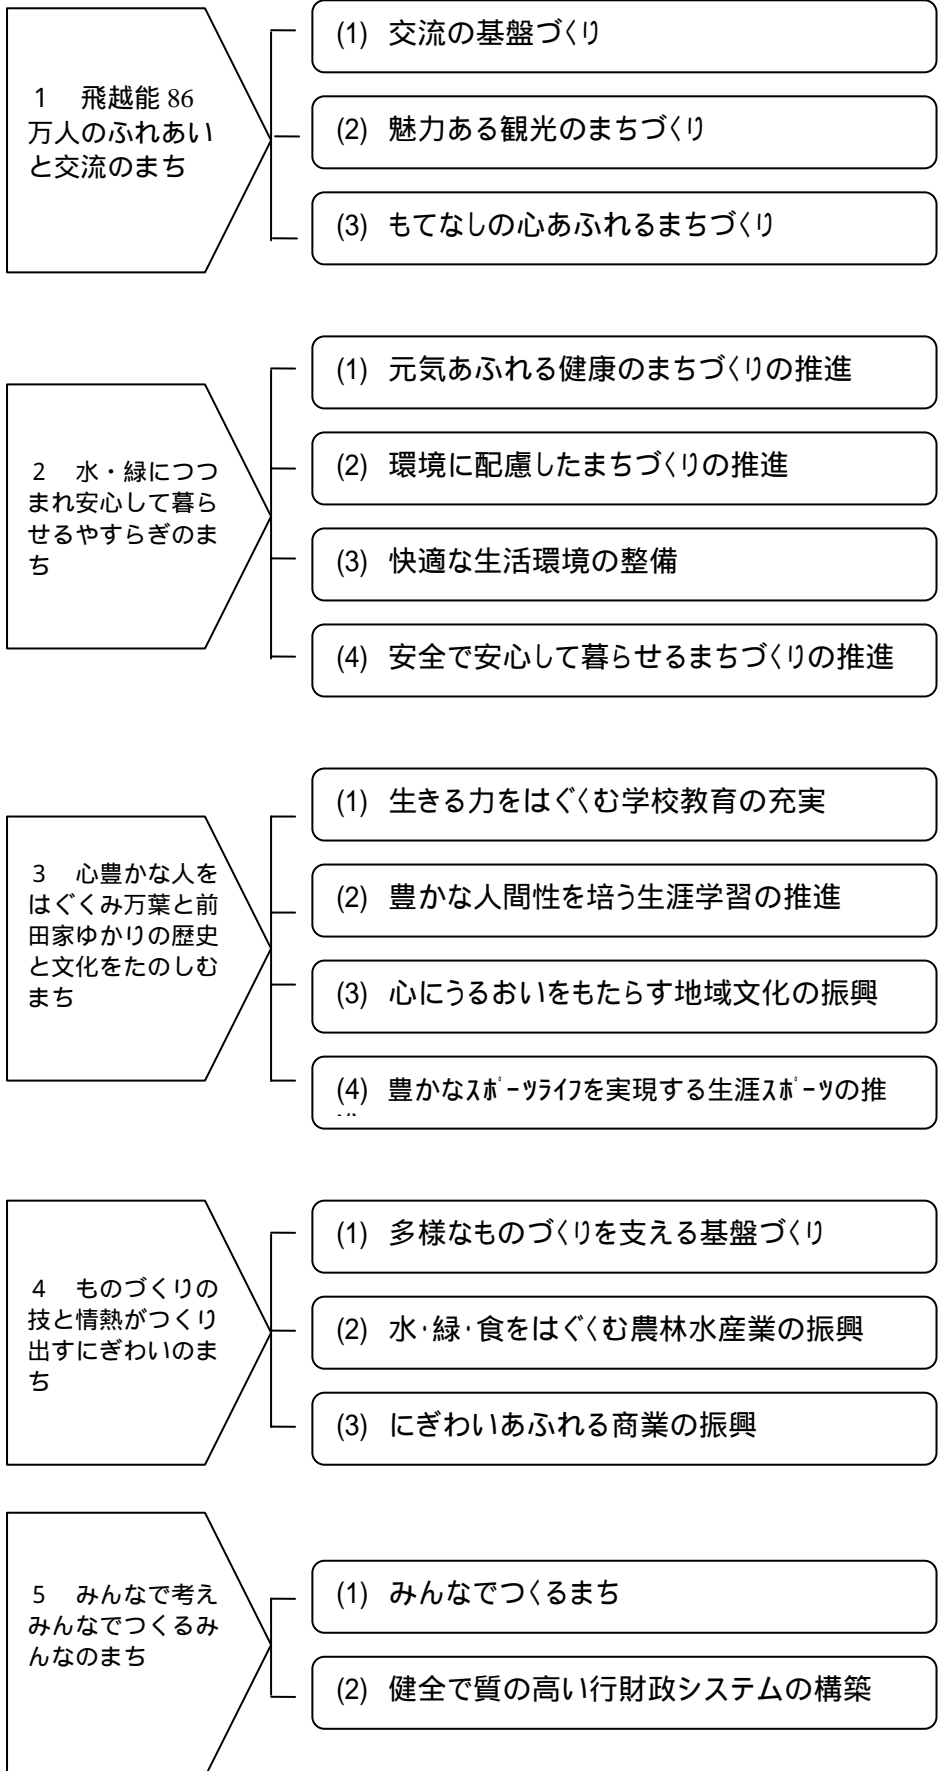 1　飛越能 86
万人のふれあい
と交流のまち
(1) 交流の基盤づくり
(2) 魅力ある観光のまちづくり
(3) もてなしの心あふれるまちづくり
2　水・緑につつ
まれ安心して暮ら
せるやすらぎのま
ち
(1) 元気あふれる健康のまちづくりの推進
(2) 環境に配慮したまちづくりの推進
(3) 快適な生活環境の整備
(4) 安全で安心して暮らせるまちづくりの推進
3　心豊かな人を
はぐくみ万葉と前
田家ゆかりの歴史
と文化をたのしむ
まち
(1) 生きる力をはぐくむ学校教育の充実
(2) 豊かな人間性を培う生涯学習の推進
(3) 心にうるおいをもたらす地域文化の振興
(4) 豊かなｽﾎﾟｰﾂﾗｲﾌを実現する生涯ｽﾎﾟｰﾂの推
4　ものづくりの
技と情熱がつくり
出すにぎわいのま
ち
(1) 多様なものづくりを支える基盤づくり
(2) 水･緑･食をはぐくむ農林水産業の振興
(3) にぎわいあふれる商業の振興
5　みんなで考え
みんなでつくるみ
んなのまち
(1) みんなでつくるまち
(2) 健全で質の高い行財政システムの構築